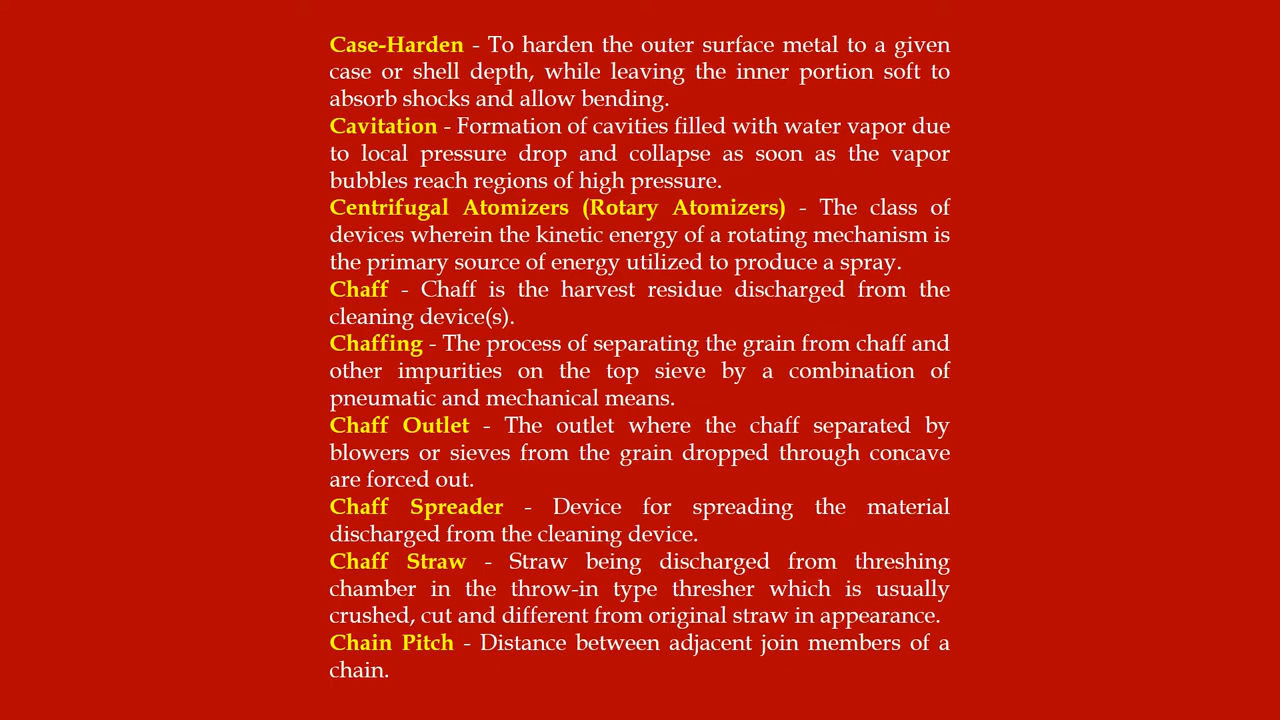 Case-Harden - To harden the outer surface metal to a given
case or shell depth, while leaving the inner portion soft to
absorb shocks and allow bending.
Cavitation - Formation of cavities filled with water vapor due
to local pressure drop and collapse as soon as the vapor
bubbles reach regions of high pressure.
Centrifugal Atomizers (Rotary Atomizers) - The class of
devices wherein the kinetic energy of a rotating mechanism is
the primary source of energy utilized to produce a spray.
Chaff - Chaff is the harvest residue discharged from the
cleaning device(s).
Chaffing - The process of separating the grain from chaff and
other impurities on the top sieve by a combination of
pneumatic and mechanical means.
Chaff Outlet - The outlet where the chaff separated by
blowers or sieves from the grain dropped through concave
are forced out.
Chaff Spreader - Device for spreading the material
discharged from the cleaning device.
Chaff Straw - Straw being discharged from threshing
chamber in the throw-in type thresher which is usually
crushed, cut and different from original straw in appearance.
Chain Pitch - Distance between adjacent join members of a
chain.